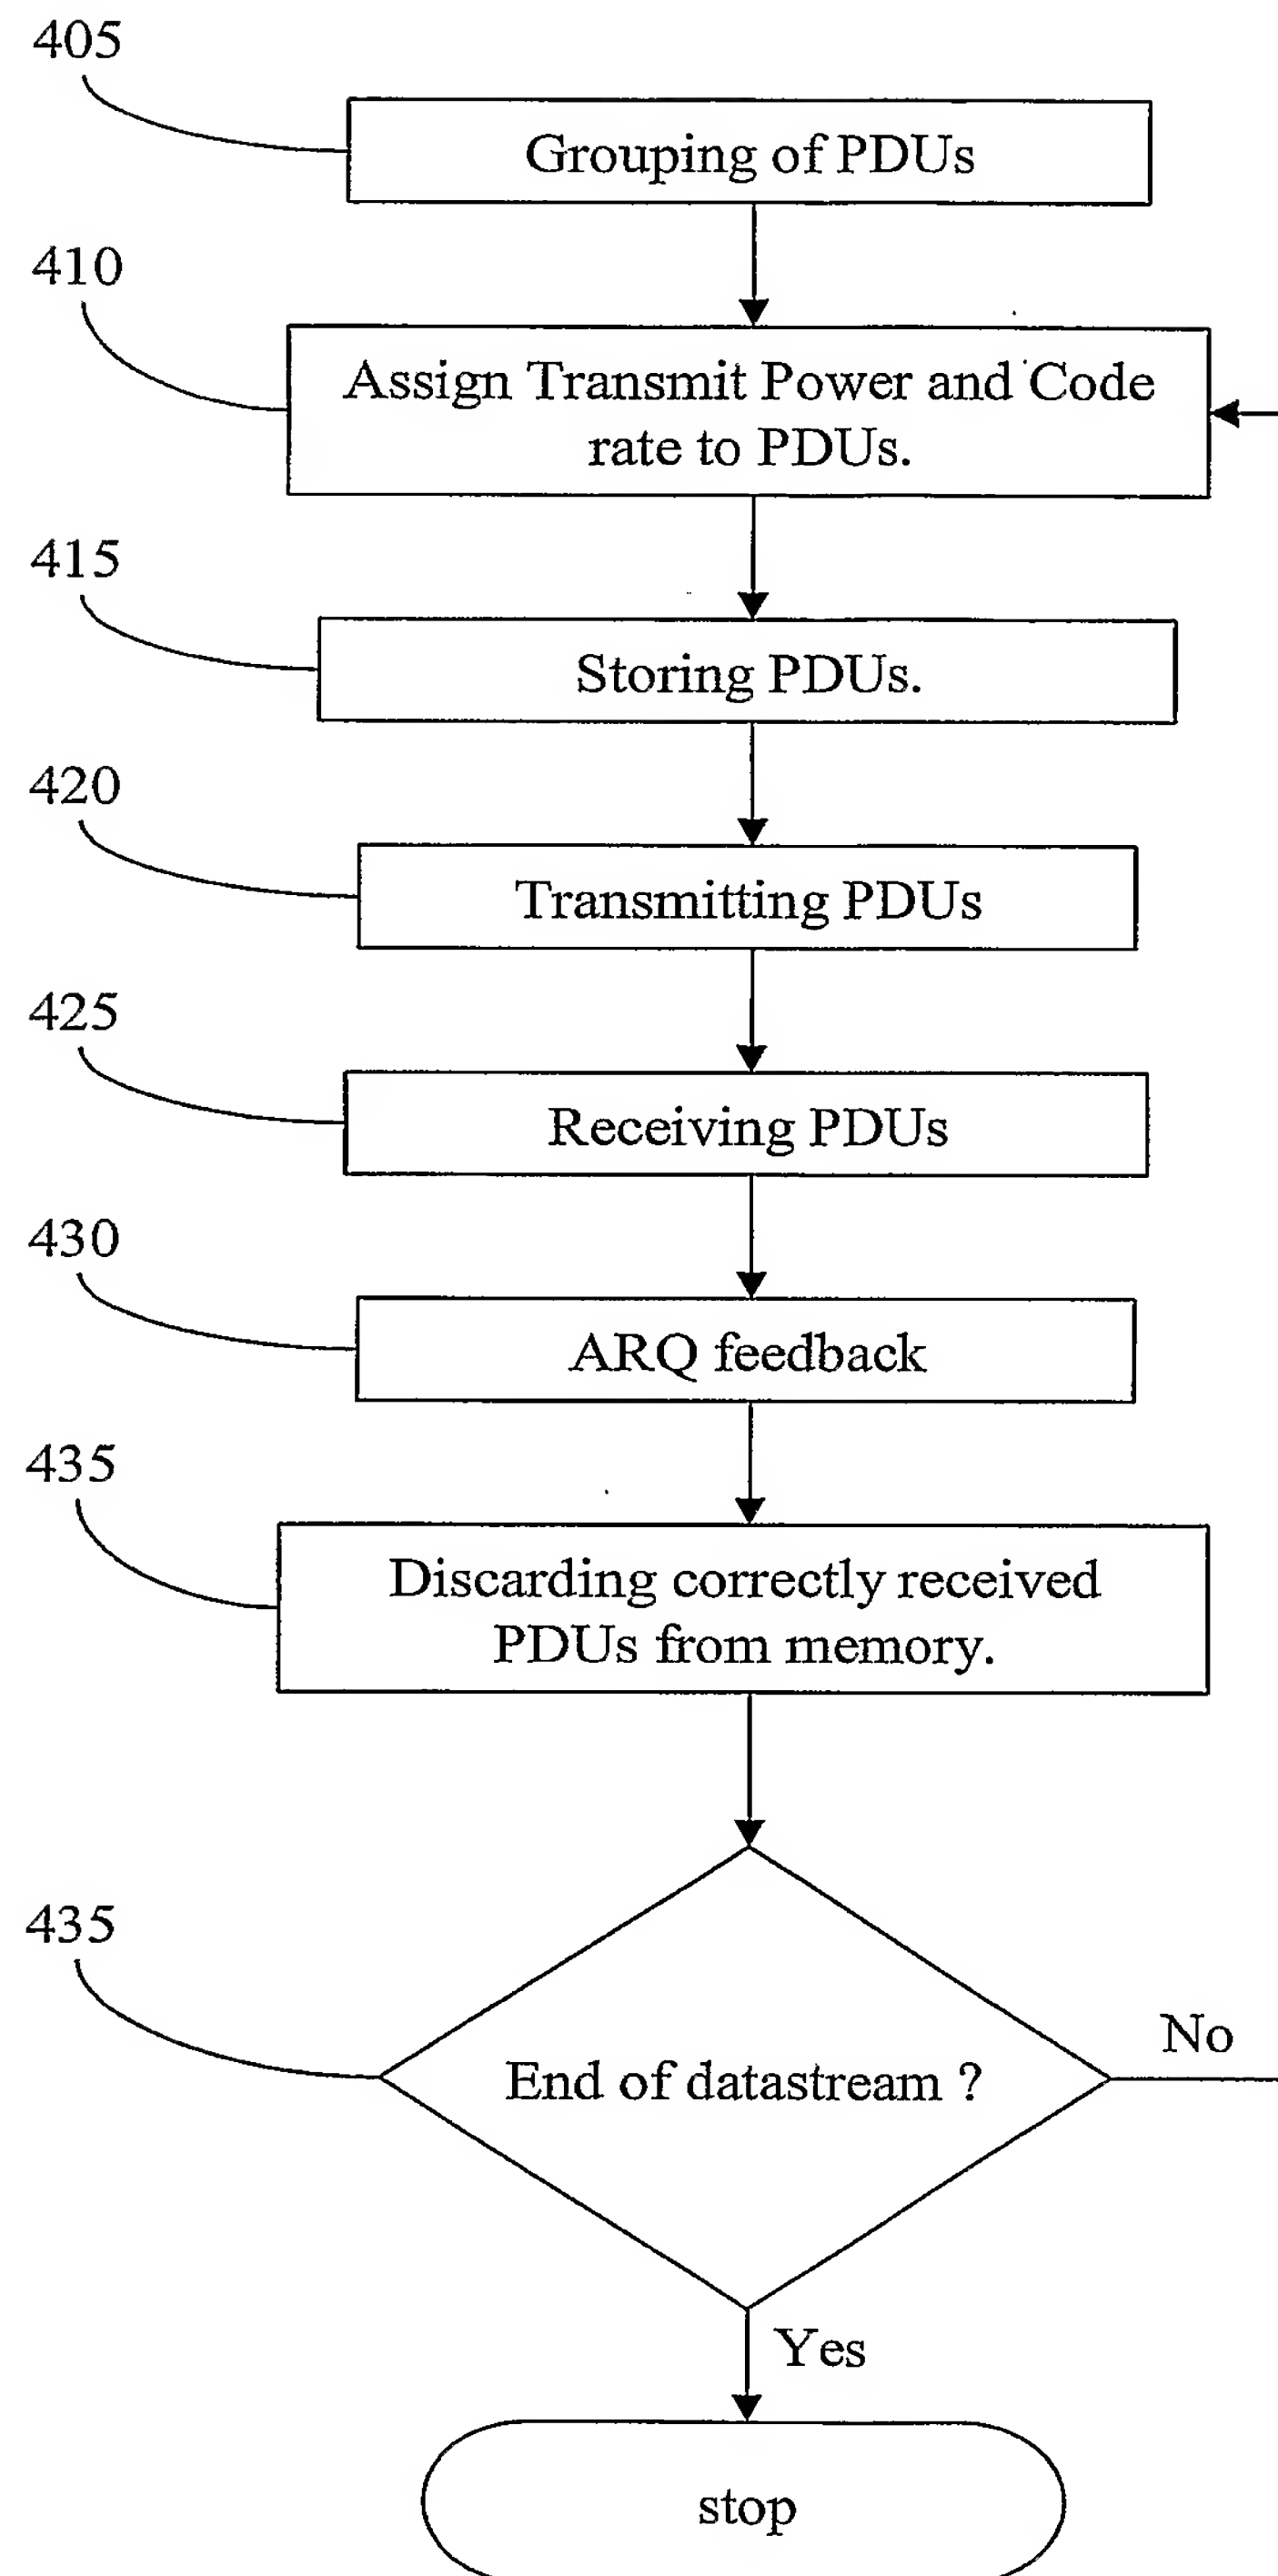 405
Grouping of PDUs
410
Assign Transmit Power and Code
rate to PDUs.
415
Storing PDUs.
420
Transmitting PDUs
425
Receiving PDUs
430
ARQ feedback
435
Discarding correctly received
PDUs from memory.
435
End of datastream ?
No
Yes
stop